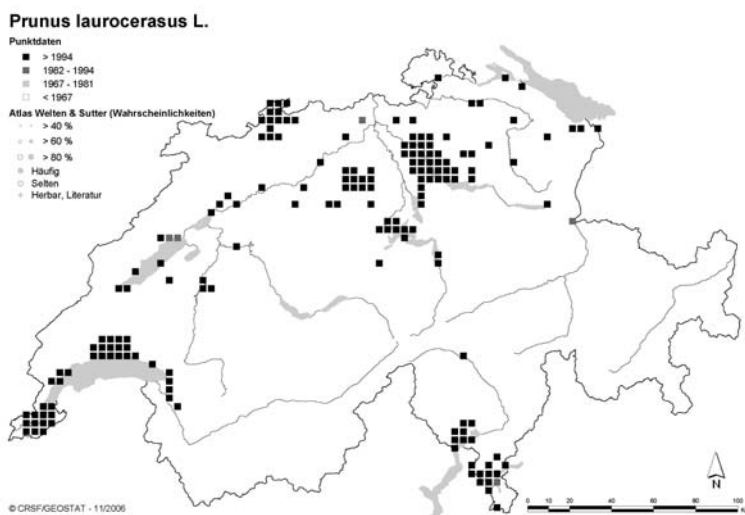 Prunus laurocerasus L.
Punktdaten
> 1994
1982 - 1994
1967 - 1981
< 1967
Atlas Welten & Sutter (Wahrscheinlichkeiten)
> 40 %
> 60 %
> 80 %
Häufig
Selten
Herbar, Literatur
N
0 20 40 60 80 100
© CRSF/GEOSTAT - 11/2006